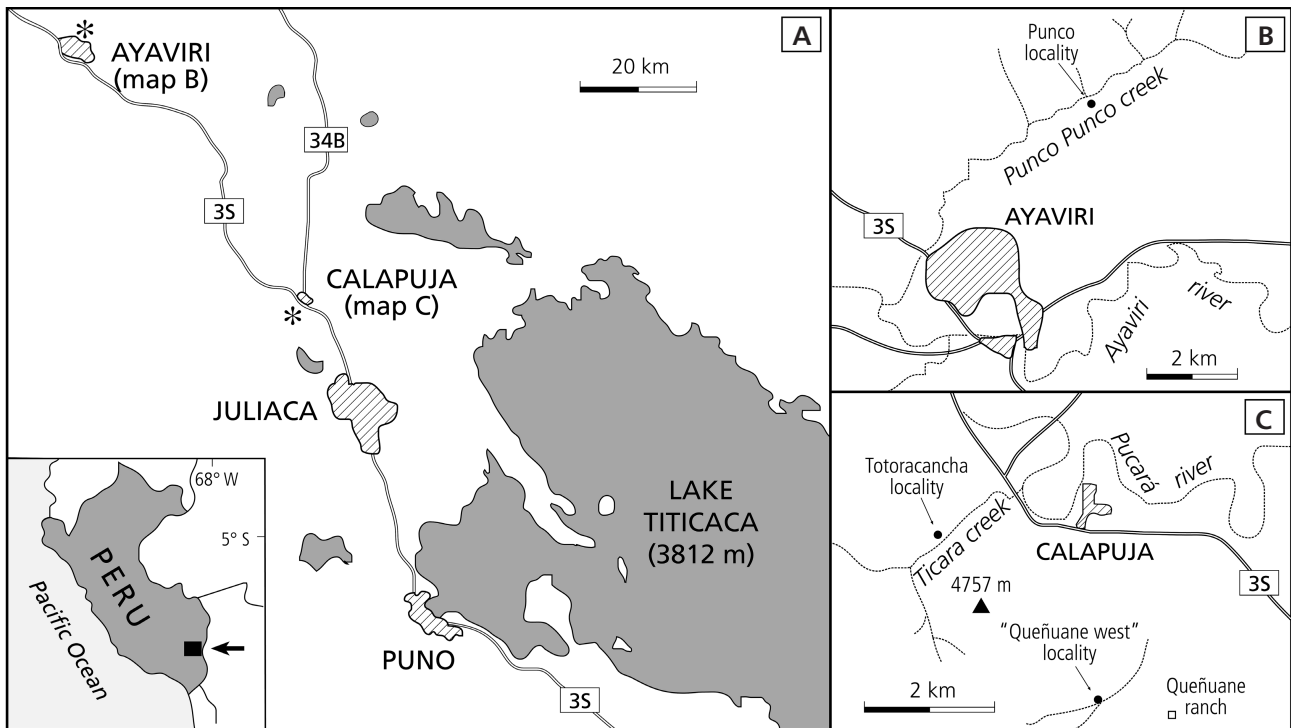 A
*
AYAVIRI
(map B)
20 km
34B
3S
CALAPUJA
(map C)
*
JULIACA
LAKE
TITICACA
(3812 m)
PUNO
3S
68° W
5° S
PERU
Pacific Ocean
B
Punco
locality
Punco Punco creek
3S
AYAVIRI
Ayaviri
river
2 km
C
Totoracancha
locality
Pucará
river
Ticara creek
CALAPUJA
4757 m
3S
“Queñuane west”
locality
2 km
Queñuane
ranch